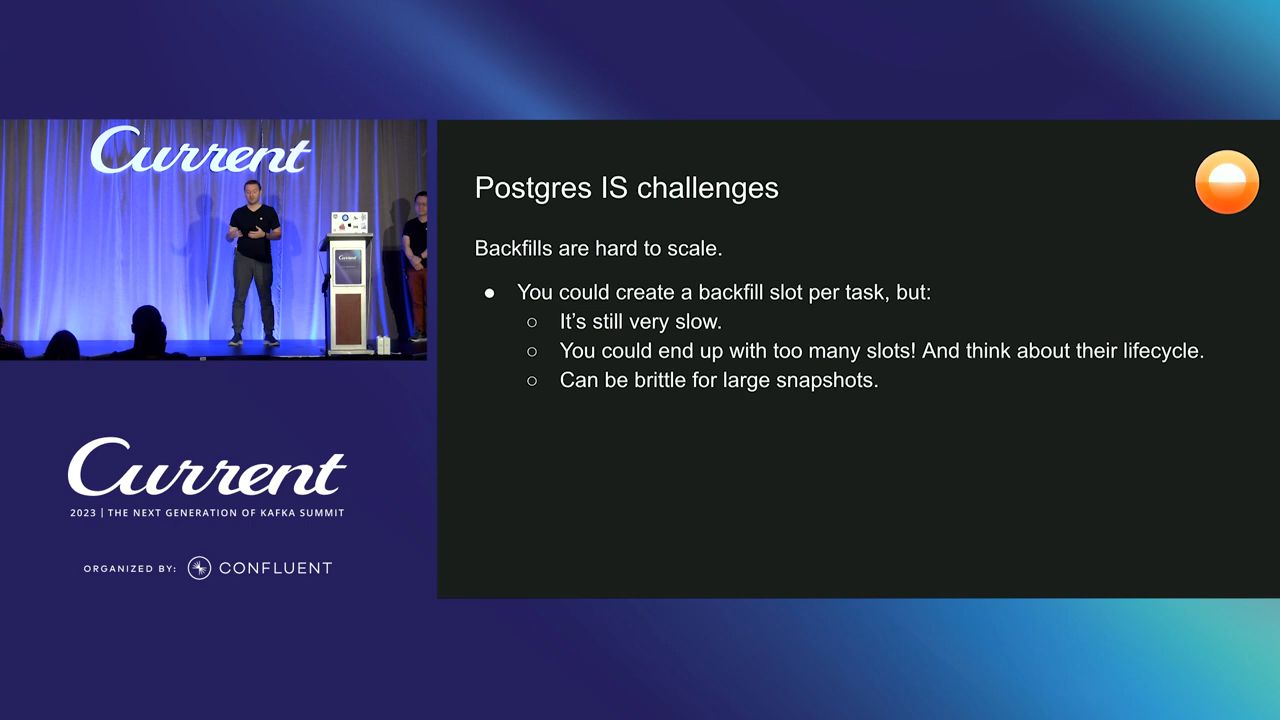 Current
Current
Current
2023 | THE NEXT GENERATION OF KAFKA SUMMIT
ORGANIZED BY: CONFLUENT
Postgres IS challenges
Backfills are hard to scale.
● You could create a backfill slot per task, but:
○ It’s still very slow.
○ You could end up with too many slots! And think about their lifecycle.
○ Can be brittle for large snapshots.